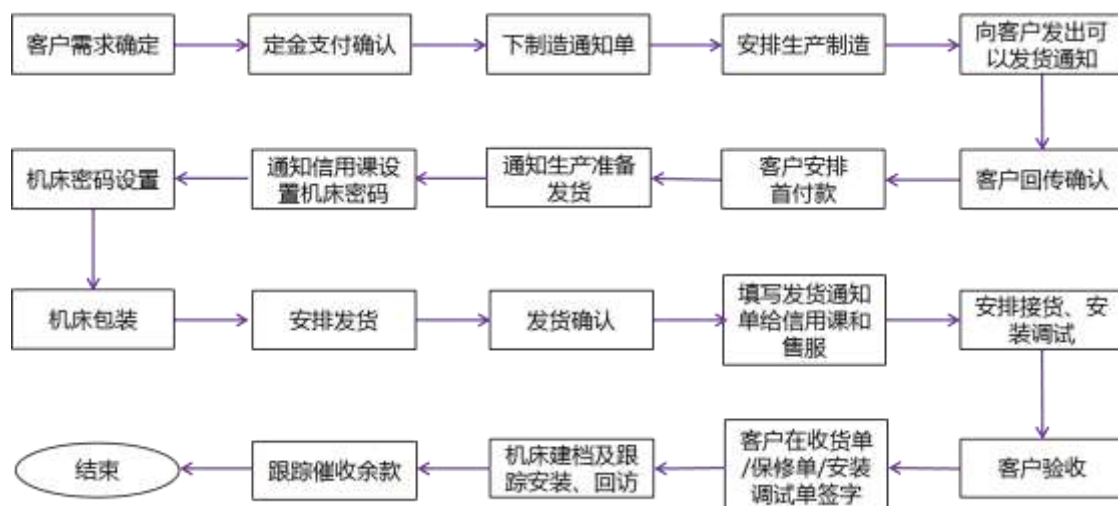 客户需求确定
定金支付确认
下制造通知单
安排生产制造
向客户发出可
以发货通知
客户回传确认
客户安排
首付款
通知生产准备
发货
通知信用课设
置机床密码
机床密码设置
机床包装
安排发货
发货确认
填写发货通知
单给信用课和
售服
安排接货、安
装调试
客户验收
客户在收货单
/保修单/安装
调试单签字
机床建档及跟
踪安装、回访
跟踪催收余款
结束